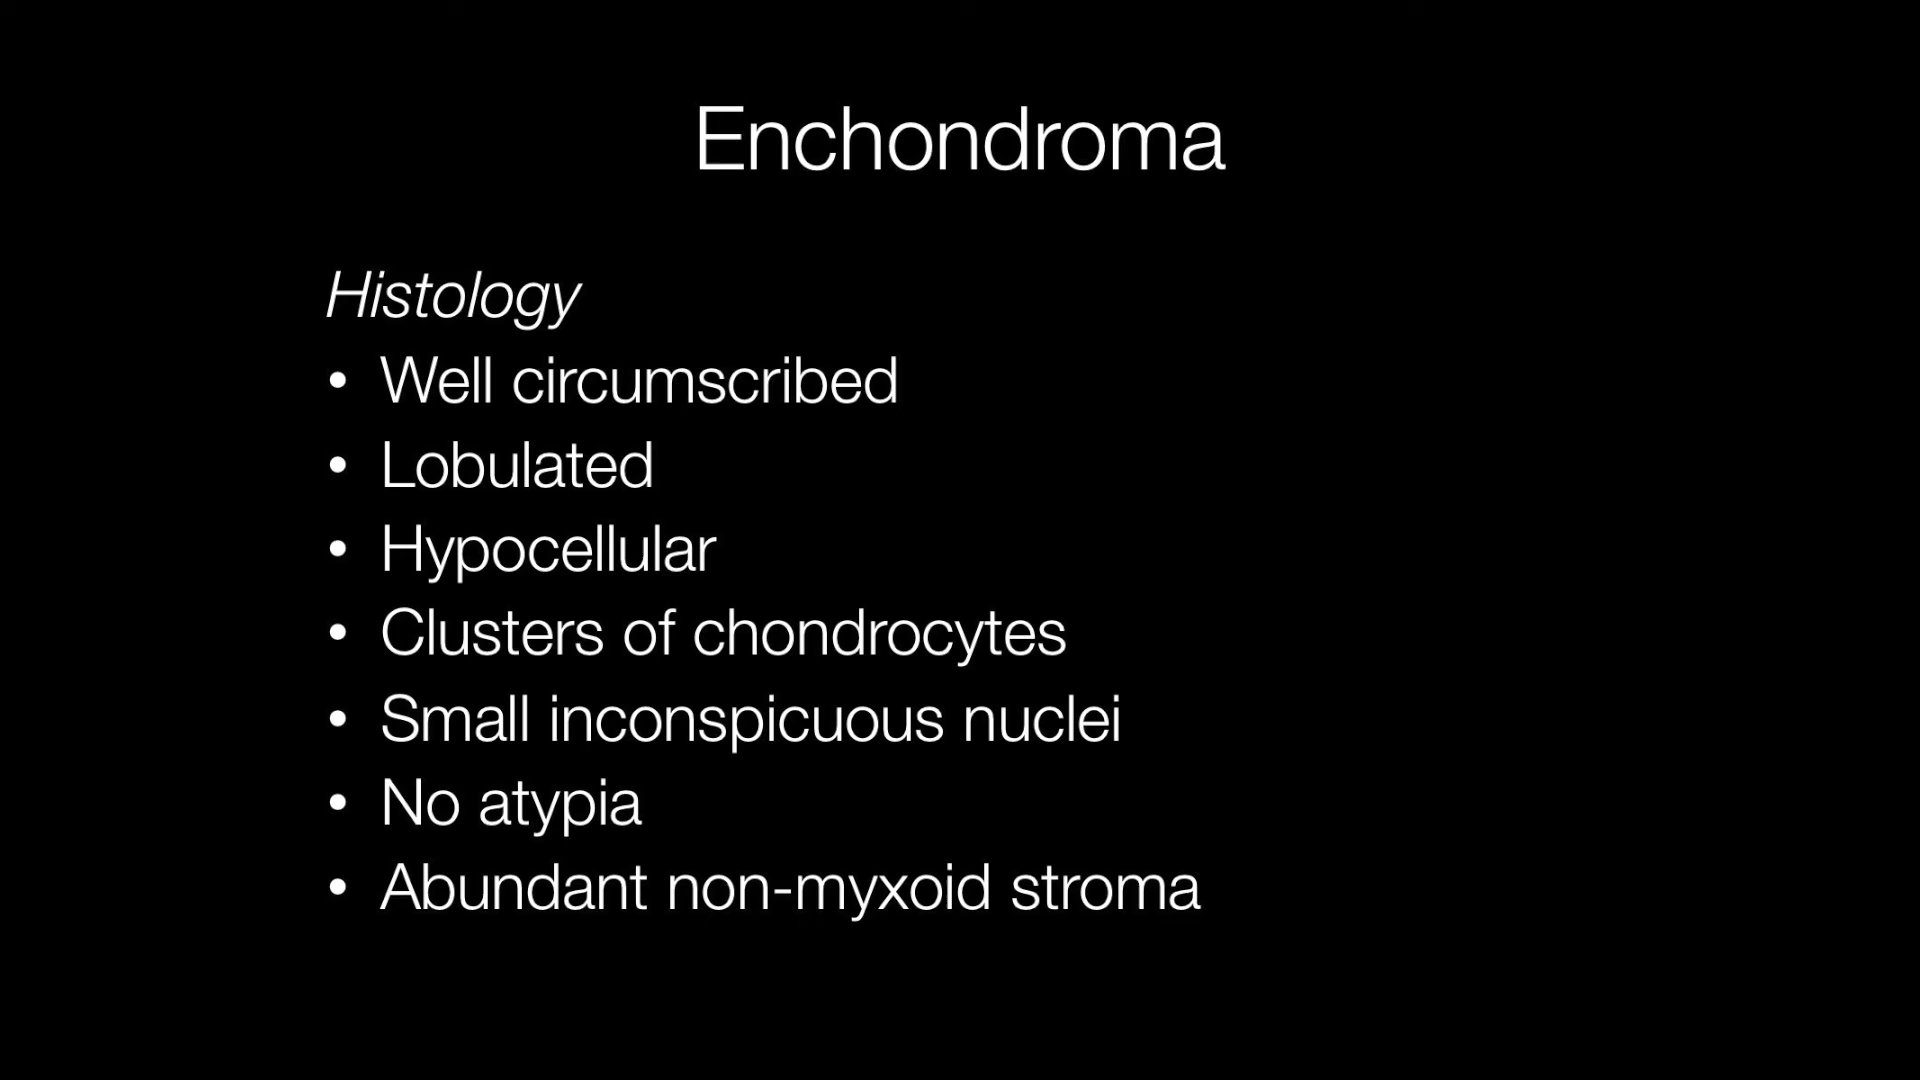 Enchondroma
Histology
• Well circumscribed
• Lobulated
• Hypocellular
• Clusters of chondrocytes
• Small inconspicuous nuclei
• No atypia
• Abundant non-myxoid stroma